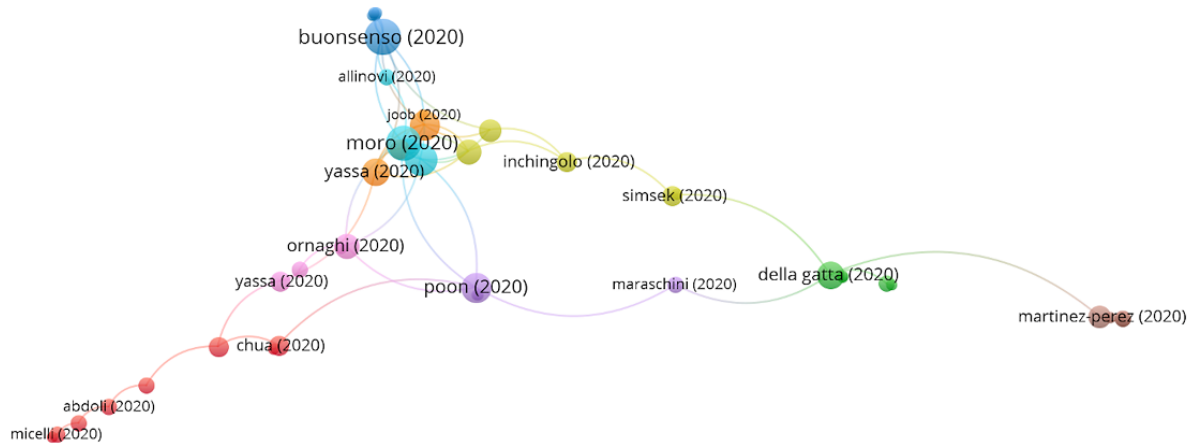 buonsenso (2020)
allinovi (2020)
joob (2020)
moro (2020)
inchingolo (2020)
yassa (2020)
simsek (2020)
ornaghi (2020)
della gatta (2020)
yassa (2020)
maraschini (2020)
poon (2020)
martinez-perez (2020)
chua (2020)
abdoli (2020)
micelli (2020)